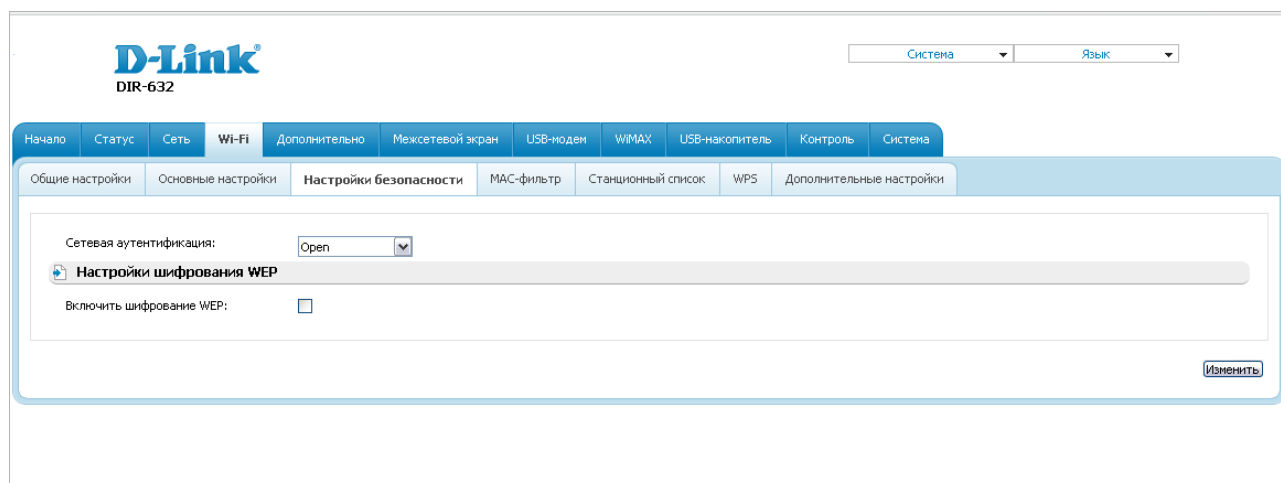 D-Link®
DIR-632
Система Язык
Начало Статус Сеть Wi-Fi Дополнительно Межсетевой экран USB-модем WiMAX USB-накопитель Контроль Система
Общие настройки Основные настройки Настройки безопасности MAC-фильтр Станционный список WPS Дополнительные настройки
Сетевая аутентификация: Open
Настройки шифрования WEP
Включить шифрование WEP:
Изменить